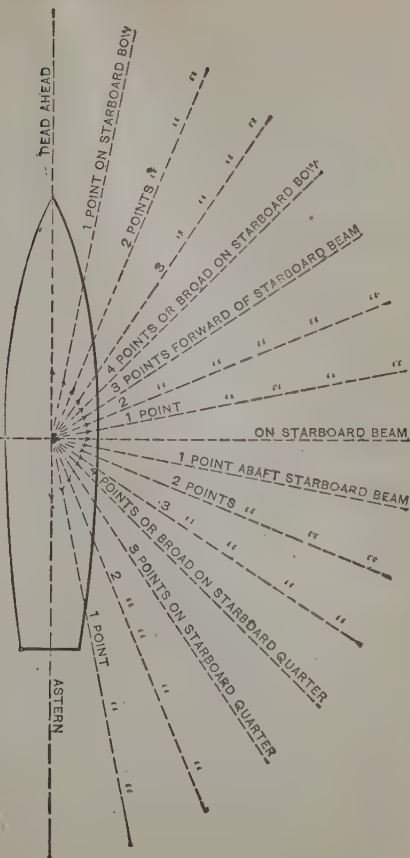 DEAD AHEAD
1 POINT ON STARBOARD BOW
2 POINTS " "
3 " " "
4 POINTS OR BROAD ON STARBOARD BOW
3 POINTS FORWARD OF STARBOARD BEAM
2 " " " "
1 POINT " " "
ON STARBOARD BEAM
1 POINT ABAFT STARBOARD BEAM
2 POINTS " " "
3 " " " "
4 POINTS OR BROAD ON STARBOARD QUARTER
3 POINTS ON STARBOARD QUARTER
2 " " " "
1 POINT " "
ASTERN